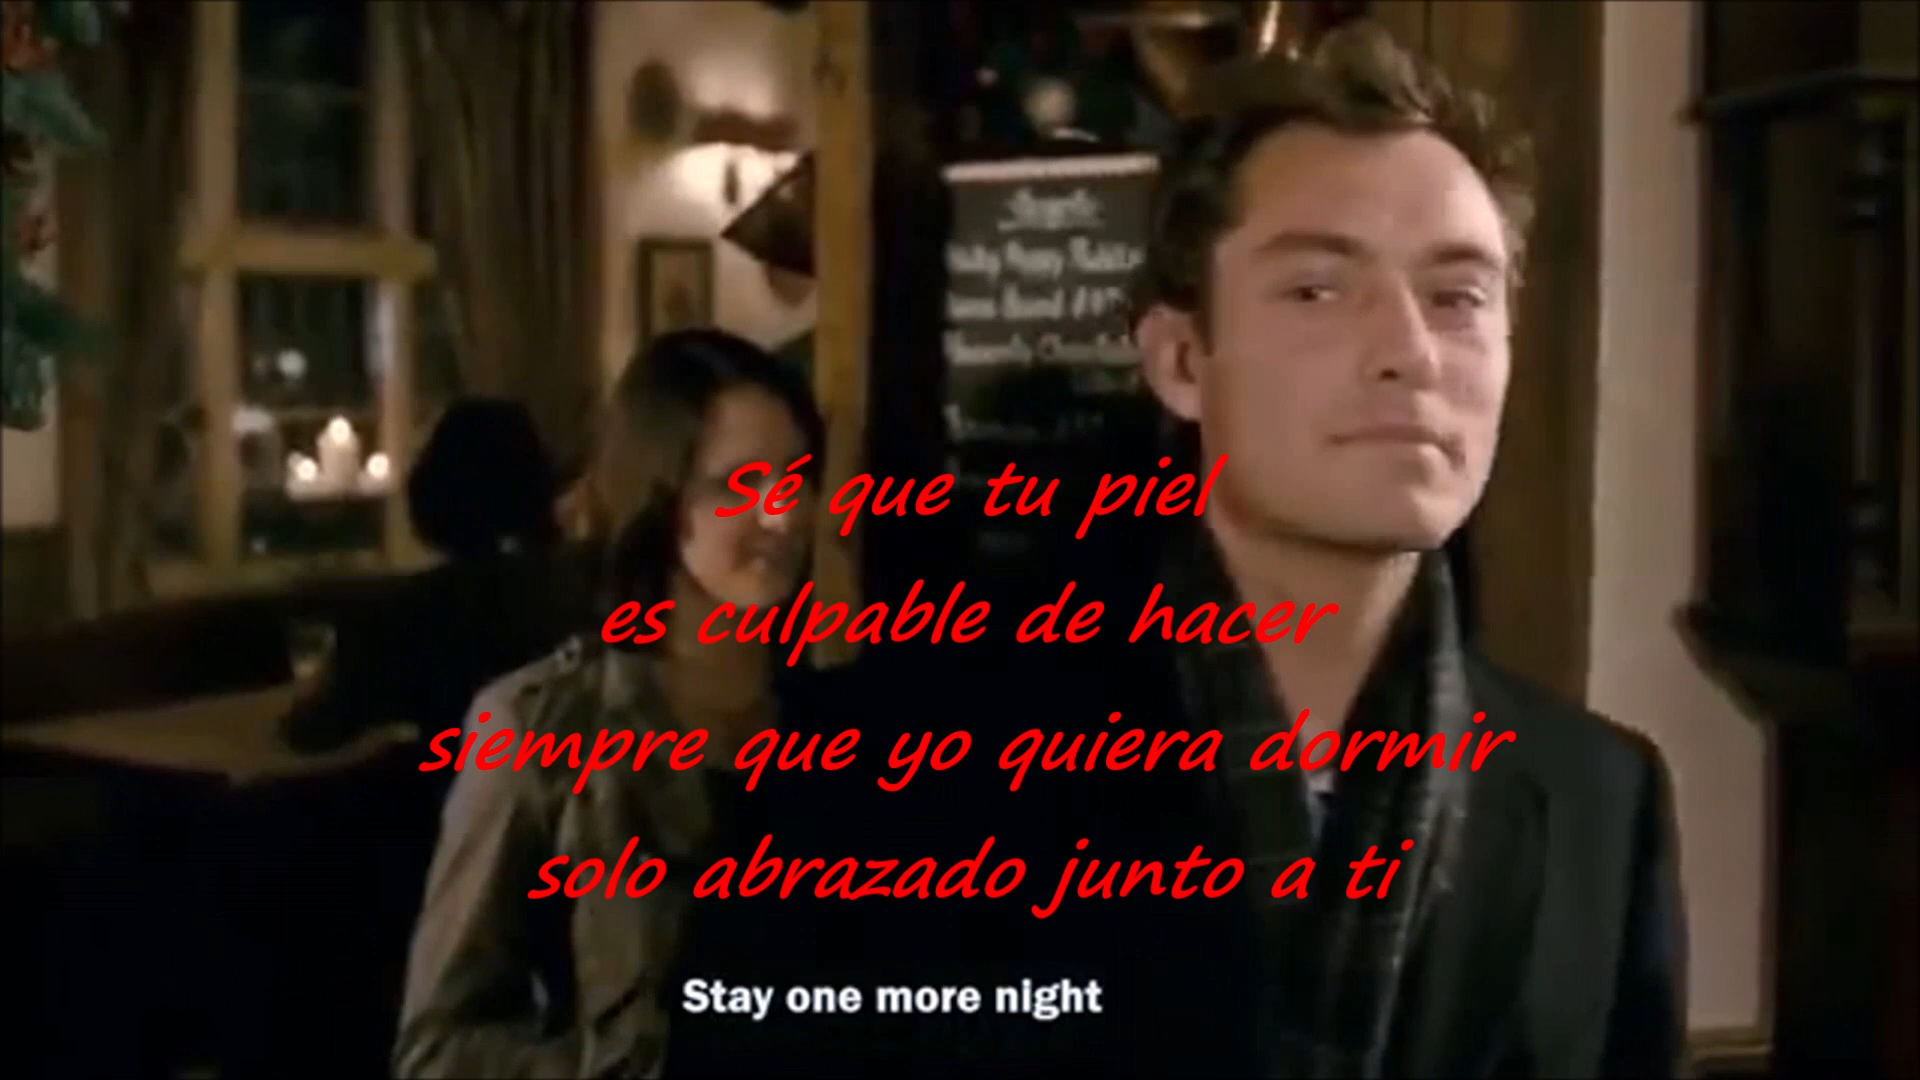 Sé que tu piel
es culpable de hacer
siempre que yo quiera dormir
solo abrazado junto a ti
Stay one more night